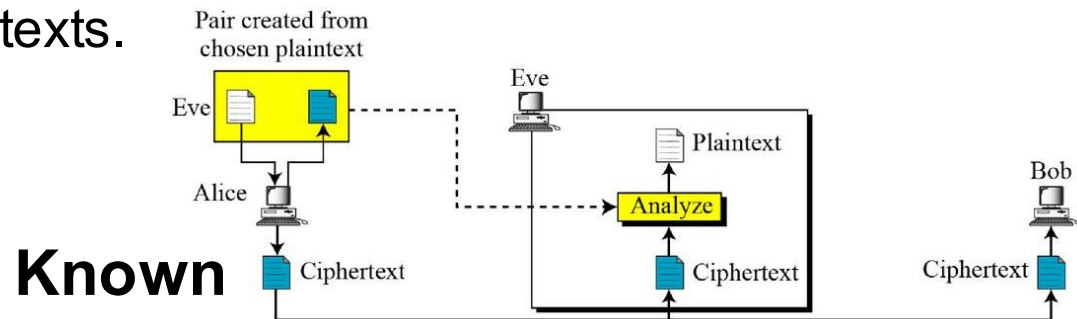 texts.
Pair created from
chosen plaintext
Eve
Eve
Plaintext
Bob
Alice
Analyze
Known
Ciphertext
Ciphertext
Ciphertext